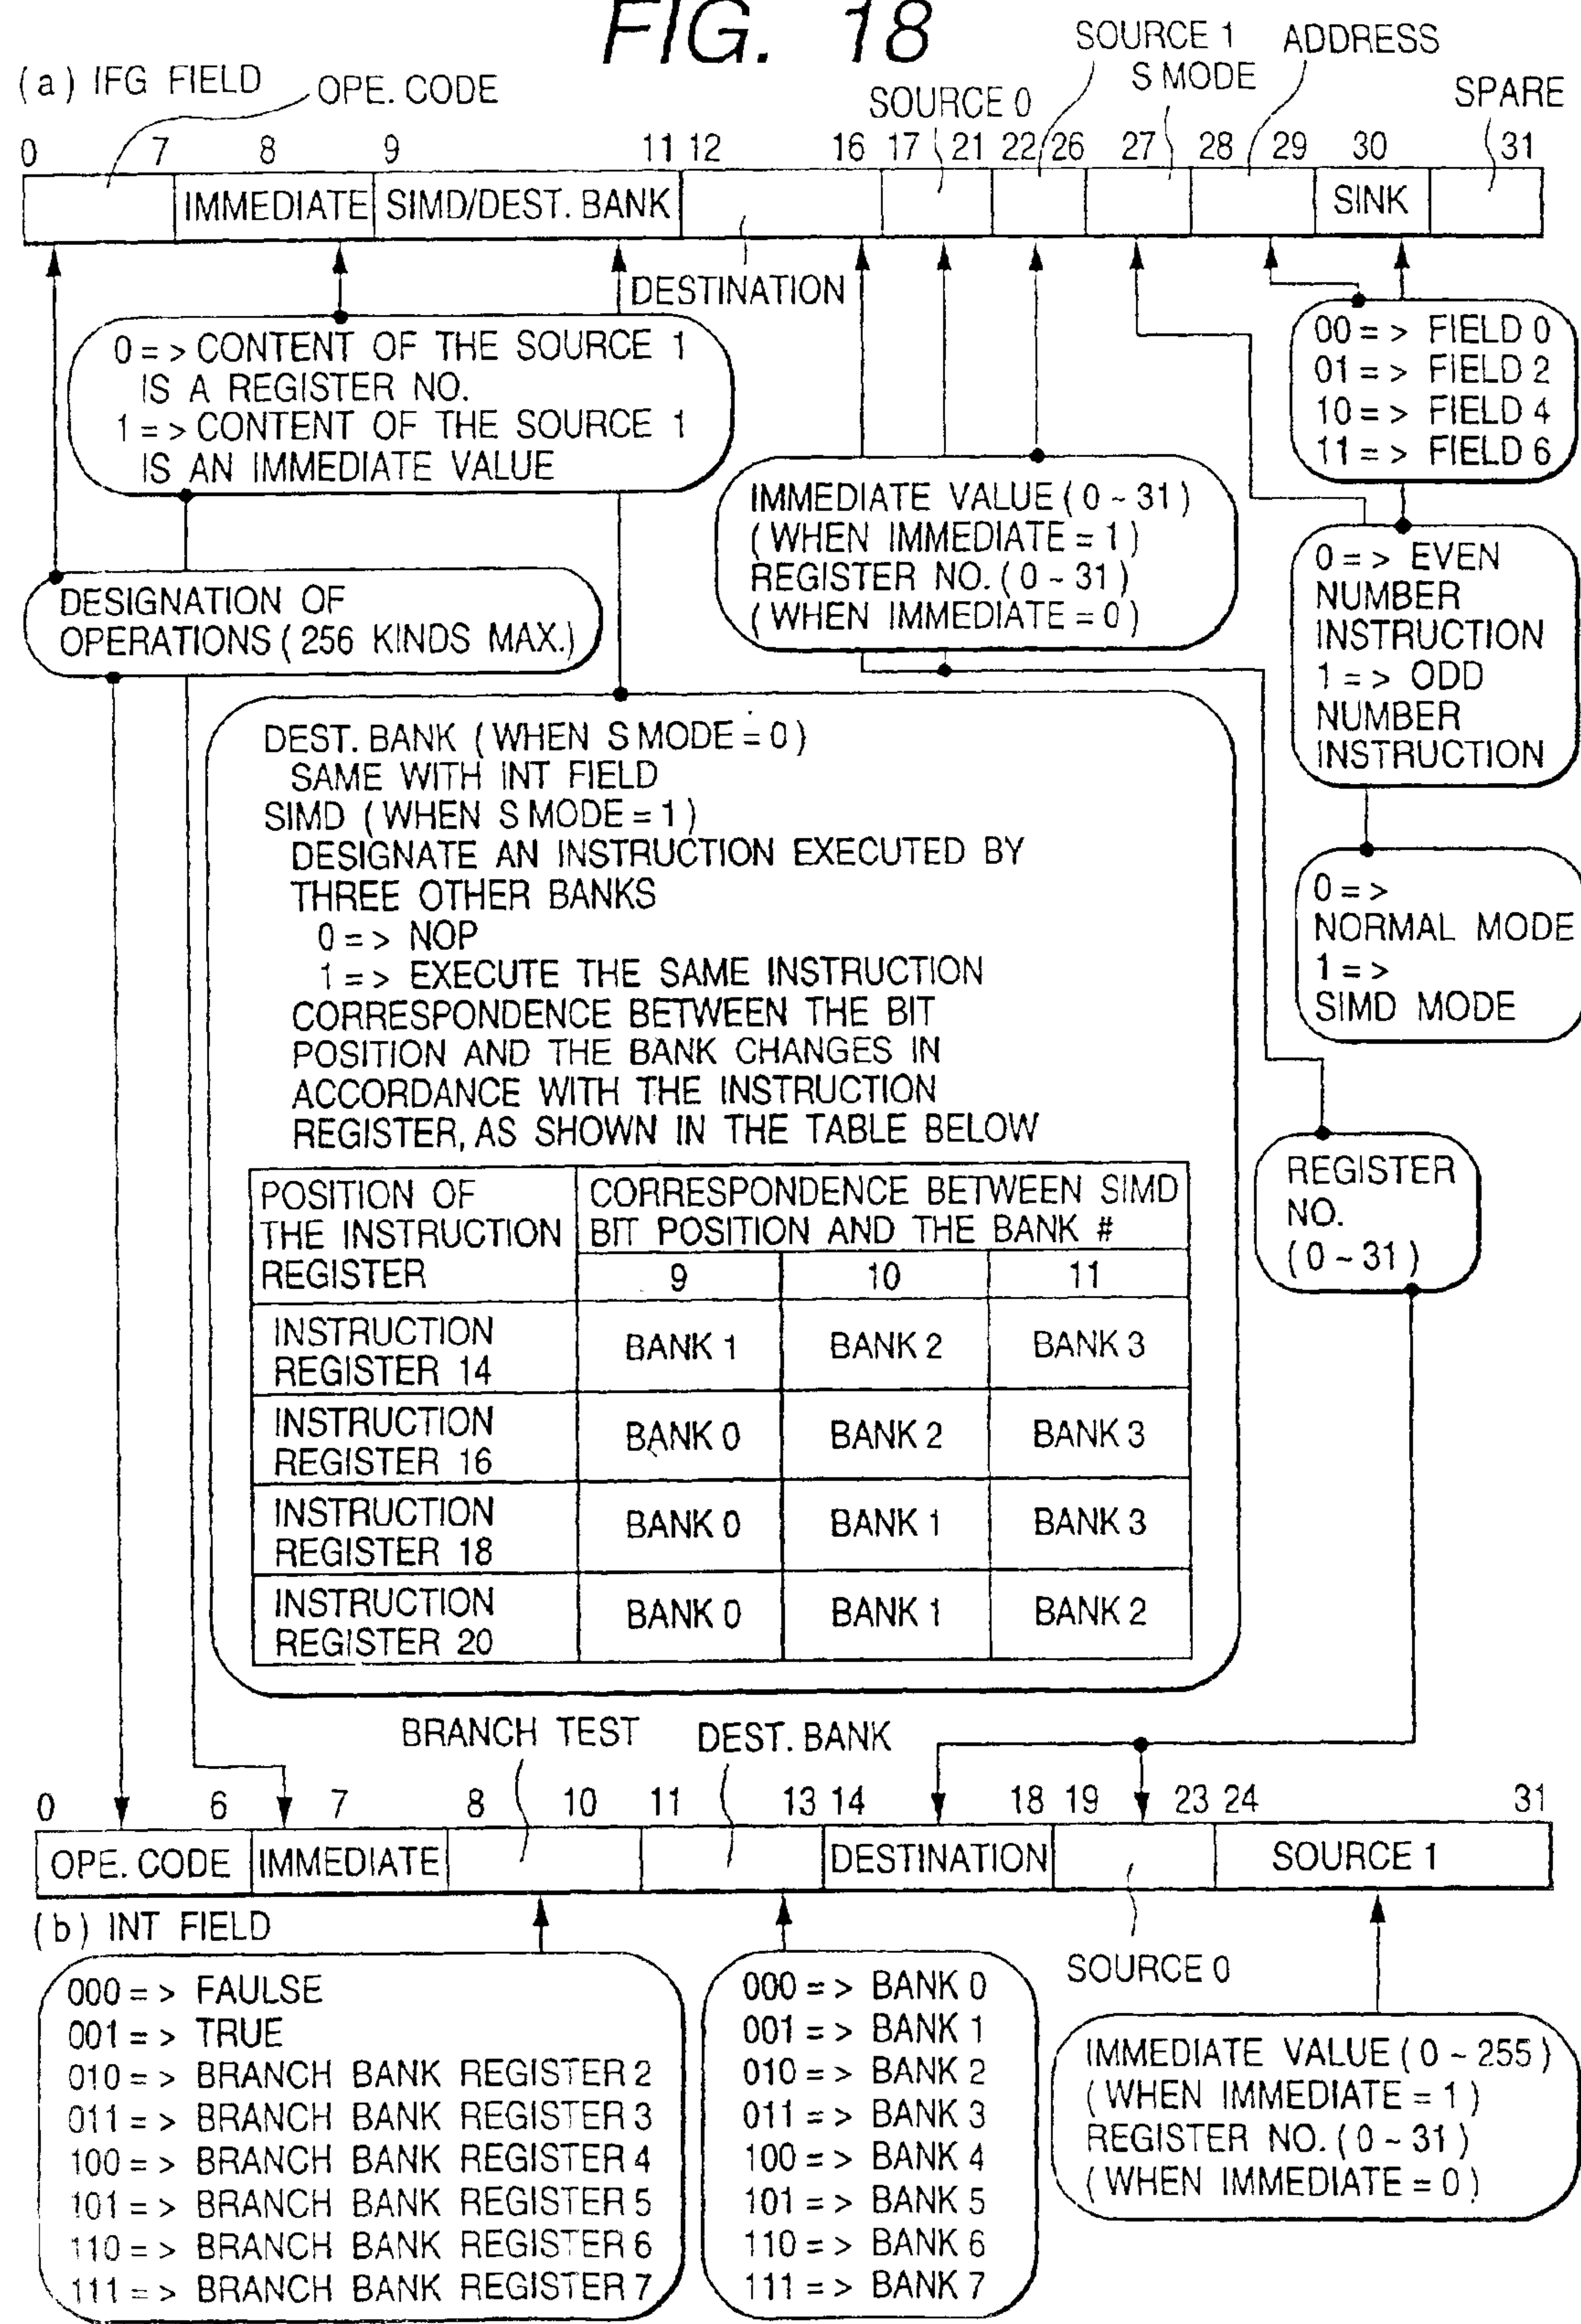 FIG. 18
(a) IFG FIELD
OPE. CODE
SOURCE 0
SOURCE 1
S MODE
ADDRESS
SPARE
0 7 8 9 11 12 16 17 21 22 26 27 28 29 30 31
IMMEDIATE SIMD/DEST. BANK SINK
DESTINATION
0 = > CONTENT OF THE SOURCE 1
IS A REGISTER NO.
1 = > CONTENT OF THE SOURCE 1
IS AN IMMEDIATE VALUE
00 = > FIELD 0
01 = > FIELD 2
10 = > FIELD 4
11 = > FIELD 6
IMMEDIATE VALUE ( 0 ~ 31 )
( WHEN IMMEDIATE = 1 )
REGISTER NO. ( 0 ~ 31 )
( WHEN IMMEDIATE = 0 )
0 = > EVEN
NUMBER
INSTRUCTION
1 = > ODD
NUMBER
INSTRUCTION
DESIGNATION OF
OPERATIONS ( 256 KINDS MAX.)
DEST. BANK ( WHEN S MODE = 0 )
SAME WITH INT FIELD
SIMD ( WHEN S MODE = 1 )
DESIGNATE AN INSTRUCTION EXECUTED BY
THREE OTHER BANKS
0 = > NOP
1 = > EXECUTE THE SAME INSTRUCTION
CORRESPONDENCE BETWEEN THE BIT
POSITION AND THE BANK CHANGES IN
ACCORDANCE WITH THE INSTRUCTION
REGISTER, AS SHOWN IN THE TABLE BELOW
0 = >
NORMAL MODE
1 = >
SIMD MODE
REGISTER
NO.
( 0 ~ 31 )
POSITION OF
THE INSTRUCTION
REGISTER
CORRESPONDENCE BETWEEN SIMD
BIT POSITION AND THE BANK #
9 10 11
INSTRUCTION
REGISTER 14
BANK 1 BANK 2 BANK 3
INSTRUCTION
REGISTER 16
BANK 0 BANK 2 BANK 3
INSTRUCTION
REGISTER 18
BANK 0 BANK 1 BANK 3
INSTRUCTION
REGISTER 20
BANK 0 BANK 1 BANK 2
BRANCH TEST
DEST. BANK
0 6 7 8 10 11 13 14 18 19 23 24 31
OPE. CODE IMMEDIATE DESTINATION SOURCE 1
(b) INT FIELD
SOURCE 0
000 = > FAULSE
001 = > TRUE
010 = > BRANCH BANK REGISTER 2
011 = > BRANCH BANK REGISTER 3
100 = > BRANCH BANK REGISTER 4
101 = > BRANCH BANK REGISTER 5
110 = > BRANCH BANK REGISTER 6
111 = > BRANCH BANK REGISTER 7
000 = > BANK 0
001 = > BANK 1
010 = > BANK 2
011 = > BANK 3
100 = > BANK 4
101 = > BANK 5
110 = > BANK 6
111 = > BANK 7
IMMEDIATE VALUE ( 0 ~ 255 )
( WHEN IMMEDIATE = 1 )
REGISTER NO. ( 0 ~ 31 )
( WHEN IMMEDIATE = 0 )